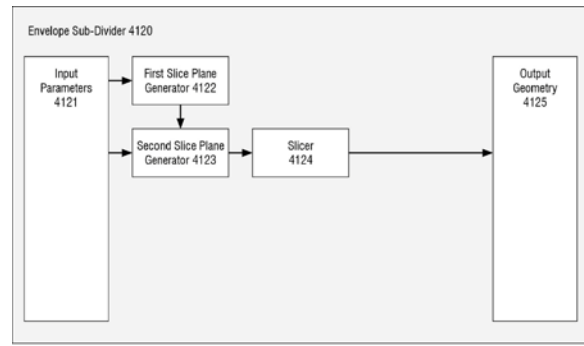 Envelope Sub-Divider 4120
Input
Parameters
4121
First Slice Plane
Generator 4122
Second Slice Plane
Generator 4123
Slicer
4124
Output
Geometry
4125